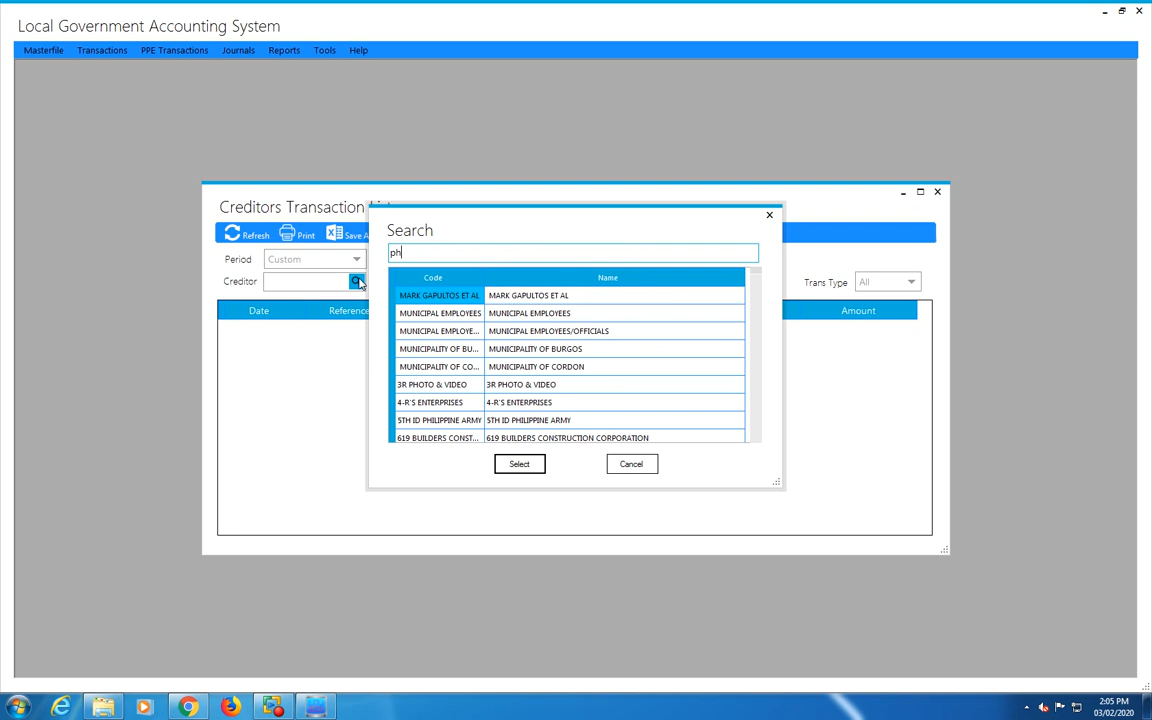 Local Government Accounting System
Masterfile Transactions PPE Transactions Journals Reports Tools Help
Creditors Transaction
Refresh Print Save
Period Custom
Creditor
Trans Type All
Date Reference Amount
Search
ph
Code Name
MARK GAPULTOS ET AL MARK GAPULTOS ET AL
MUNICIPAL EMPLOYEES MUNICIPAL EMPLOYEES
MUNICIPAL EMPLOYE... MUNICIPAL EMPLOYEES/OFFICIALS
MUNICIPALITY OF BU... MUNICIPALITY OF BURGOS
MUNICIPALITY OF CO... MUNICIPALITY OF CORDON
3R PHOTO & VIDEO 3R PHOTO & VIDEO
4-R'S ENTERPRISES 4-R'S ENTERPRISES
5TH ID PHILIPPINE ARMY 5TH ID PHILIPPINE ARMY
619 BUILDERS CONST... 619 BUILDERS CONSTRUCTION CORPORATION
Select Cancel
2:05 PM
03/02/2020